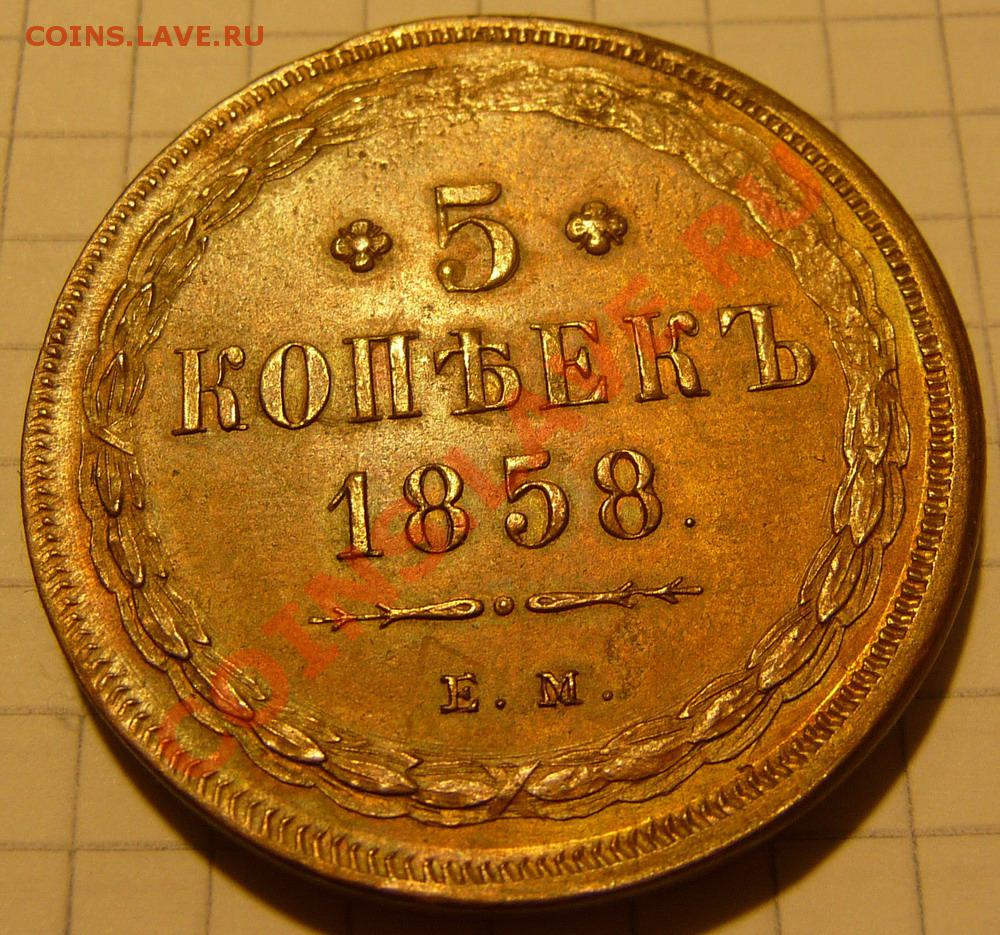 COINS.LAVE.RU
5
КОПѢЕКЪ
1858.
Е. М.
COINS.LAVE.RU